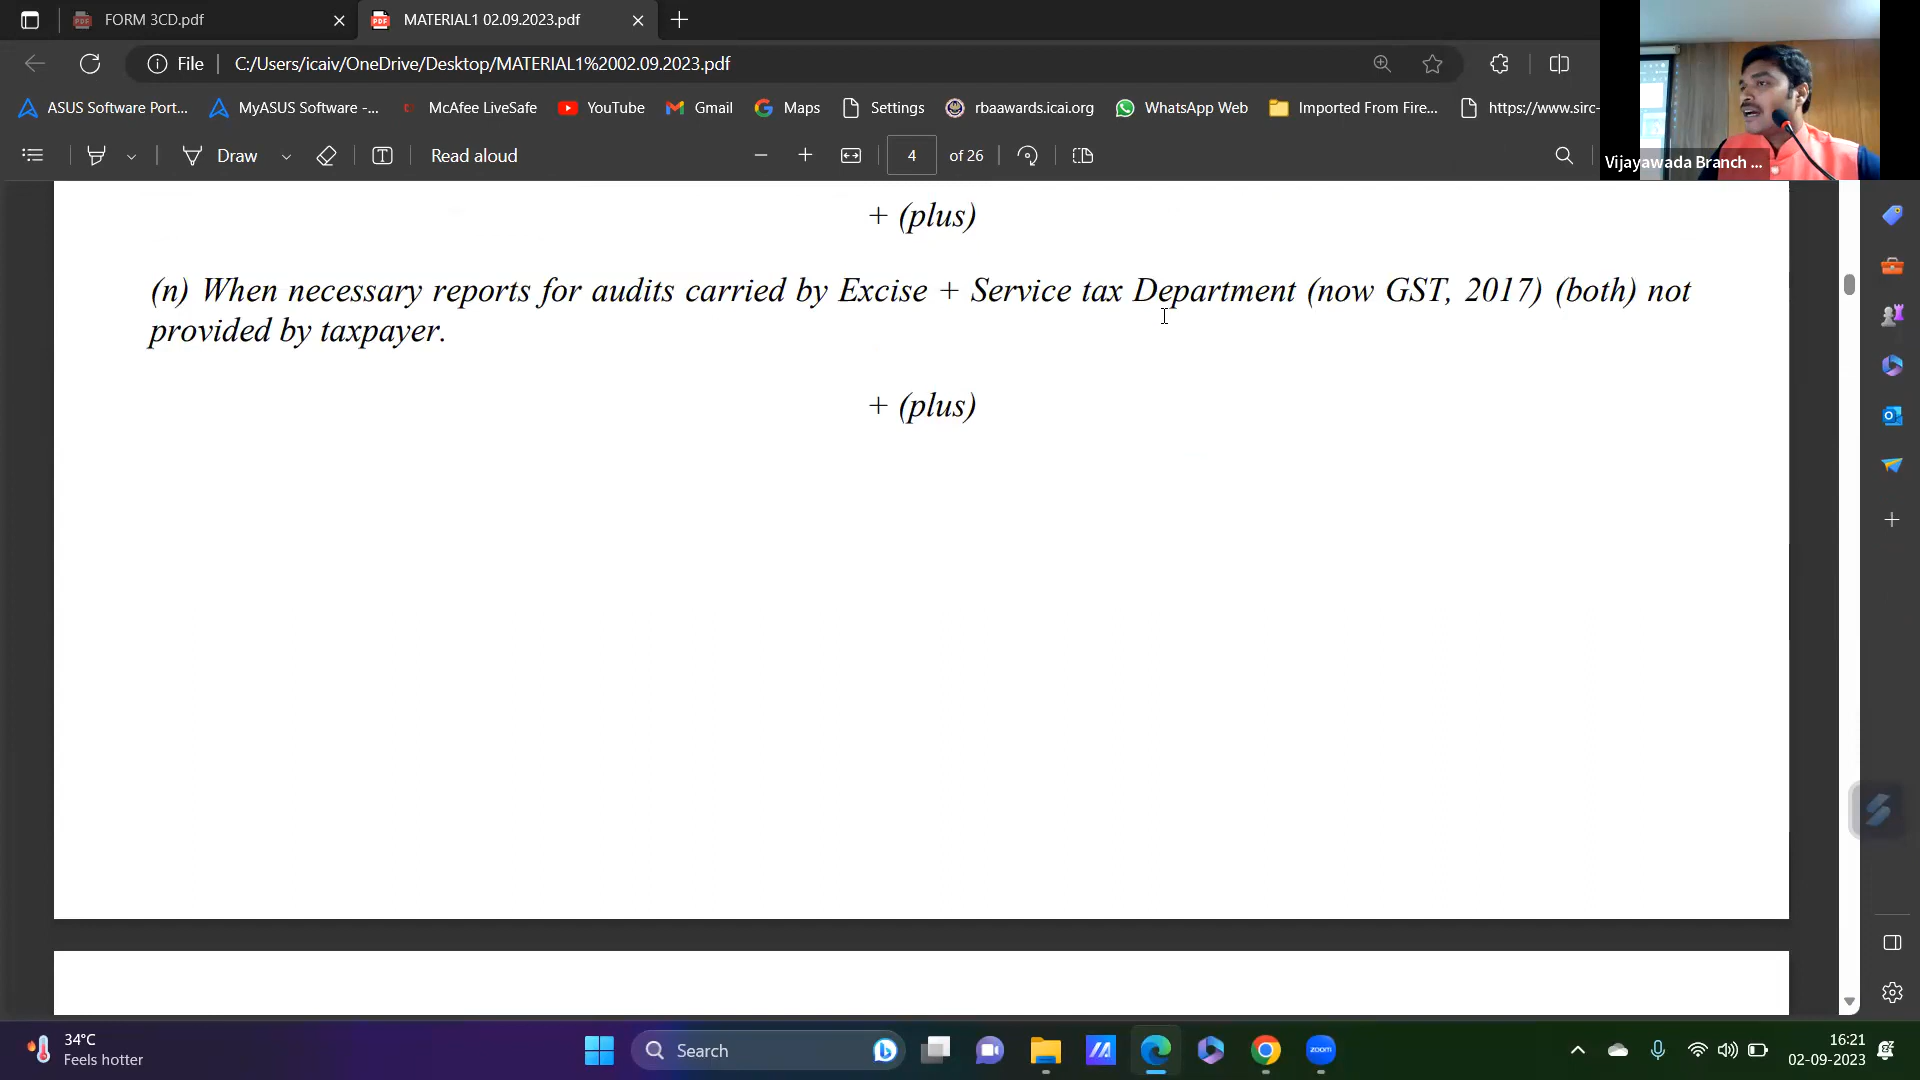 FORM 3CD.pdf
MATERIAL1 02.09.2023.pdf
File
C:/Users/icaiv/OneDrive/Desktop/MATERIAL1%2002.09.2023.pdf
ASUS Software Port...
MyASUS Software -...
McAfee LiveSafe
YouTube
Gmail
Maps
Settings
rbaawards.icai.org
WhatsApp Web
Imported From Fire...
https://www.sirc-
Draw
Read aloud
4 of 26
Vijayawada Branch ...
+ (plus)
(n) When necessary reports for audits carried by Excise + Service tax Department (now GST, 2017) (both) not
provided by taxpayer.
+ (plus)
34°C
Feels hotter
Search
zoom
16:21
02-09-2023